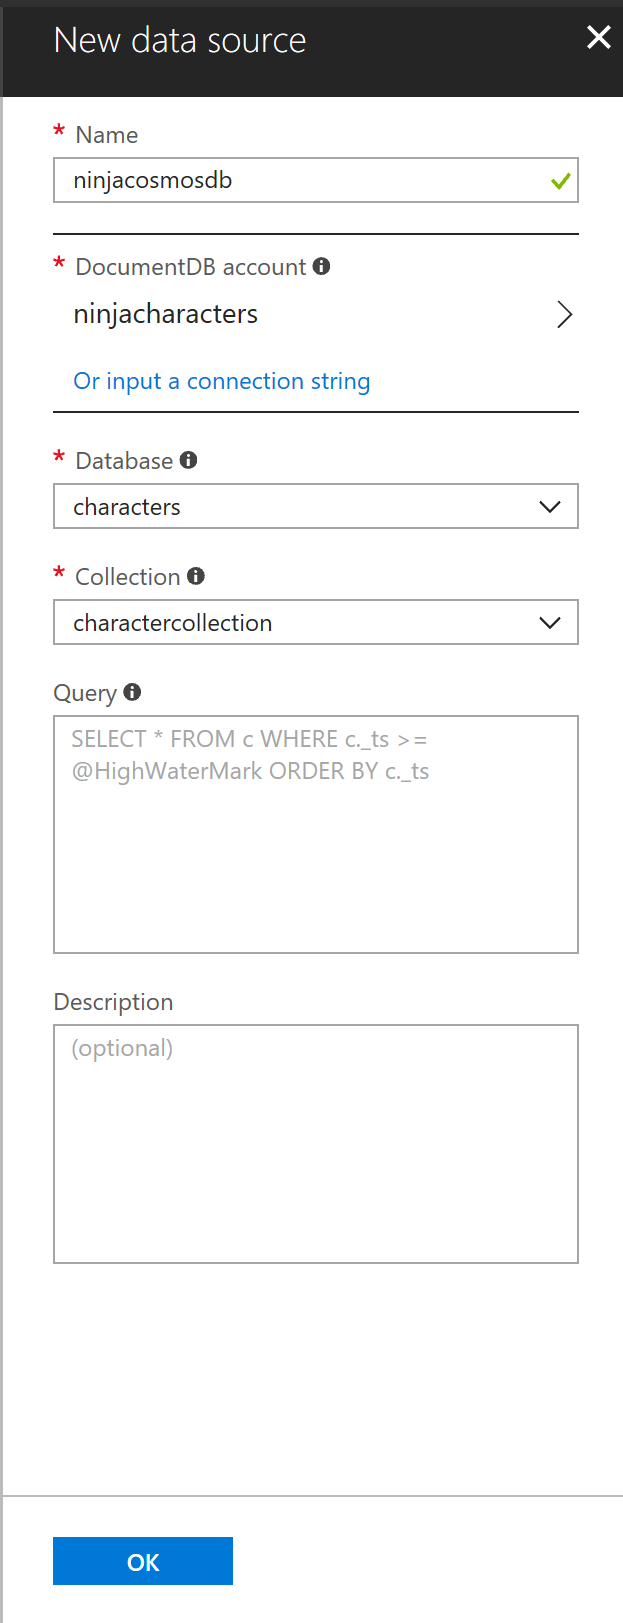 New data source
* Name
ninjacosmosdb
* DocumentDB account
ninjacharacters
Or input a connection string
* Database
characters
* Collection
charactercollection
Query
SELECT * FROM c WHERE c._ts >=
@HighWaterMark ORDER BY c._ts
Description
(optional)
OK